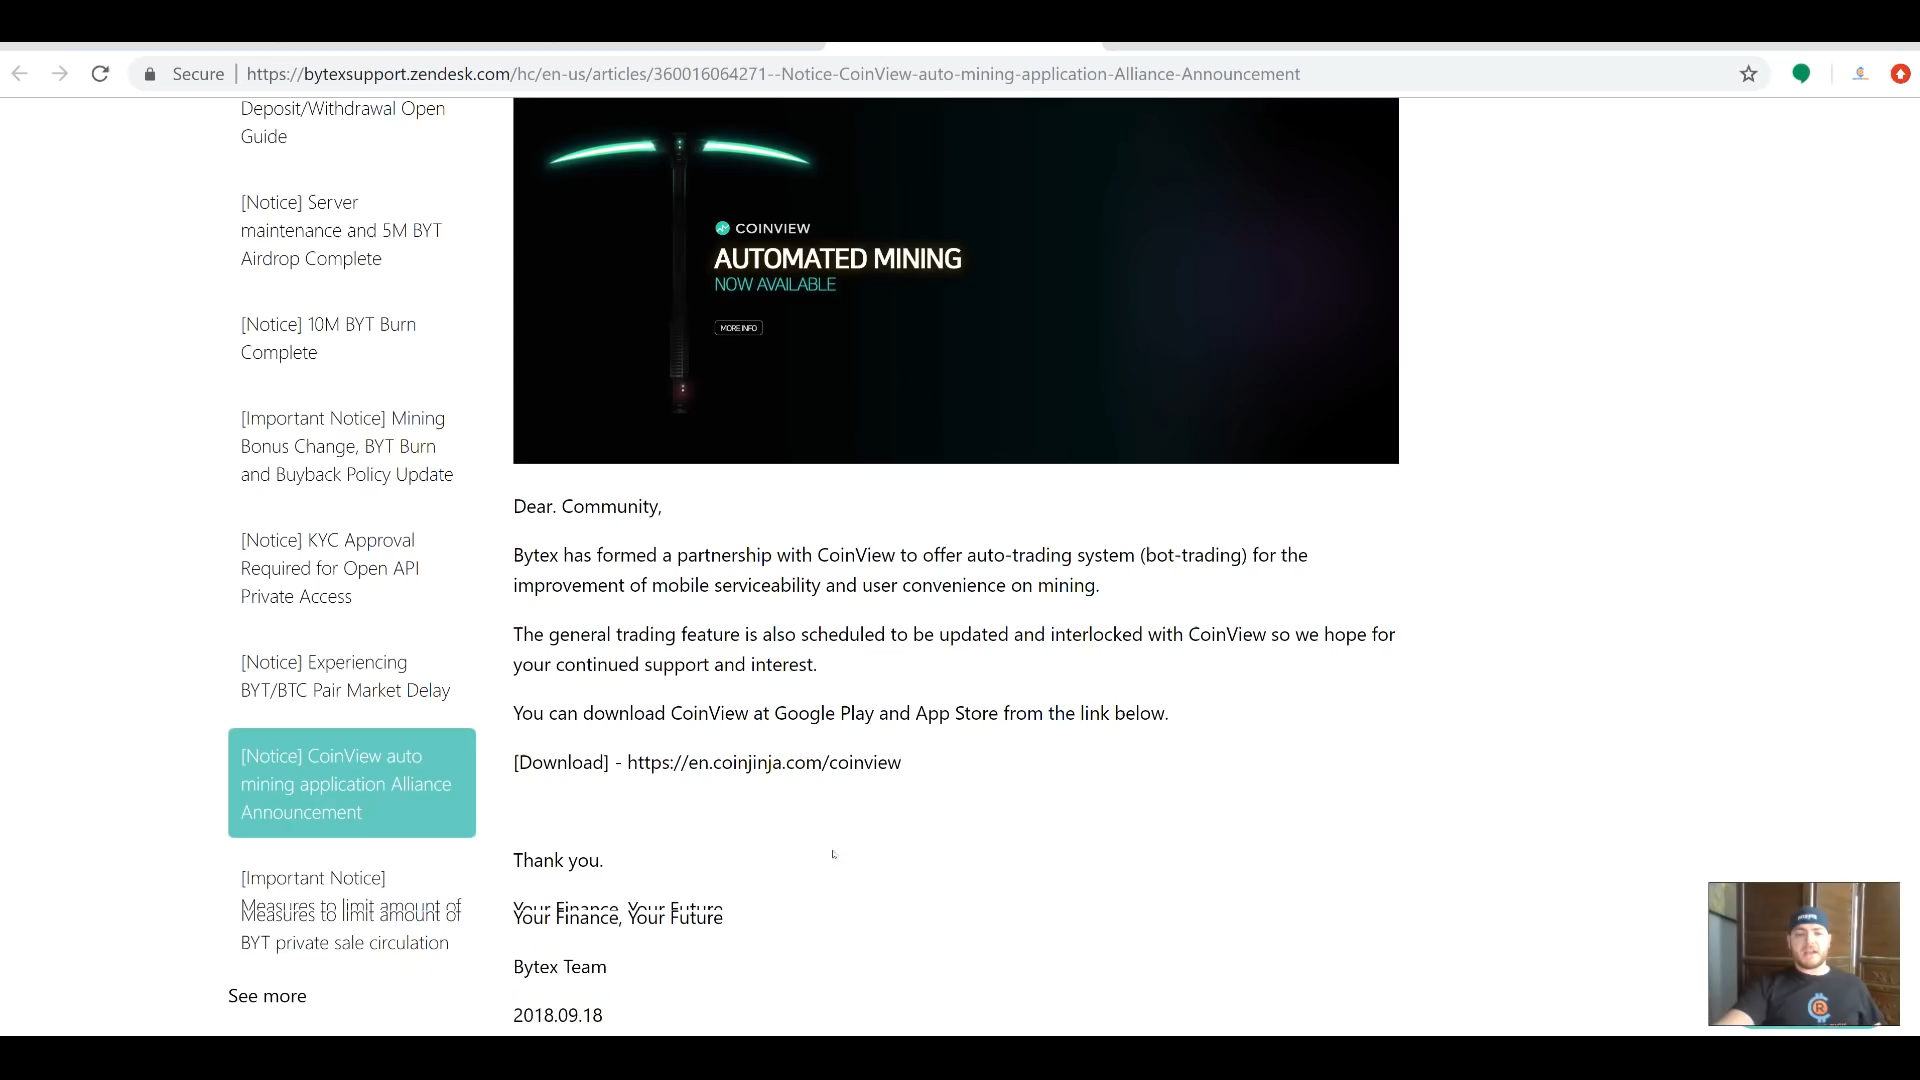 Secure
https://bytexsupport.zendesk.com/hc/en-us/articles/360016064271--Notice-CoinView-auto-mining-application-Alliance-Announcement
Deposit/Withdrawal Open
Guide
[Notice] Server
maintenance and 5M BYT
Airdrop Complete
[Notice] 10M BYT Burn
Complete
[Important Notice] Mining
Bonus Change, BYT Burn
and Buyback Policy Update
[Notice] KYC Approval
Required for Open API
Private Access
[Notice] Experiencing
BYT/BTC Pair Market Delay
[Notice] CoinView auto
mining application Alliance
Announcement
[Important Notice]
Measures to limit amount of
BYT private sale circulation
See more
COINVIEW
AUTOMATED MINING
NOW AVAILABLE
MORE INFO
Dear. Community,
Bytex has formed a partnership with CoinView to offer auto-trading system (bot-trading) for the
improvement of mobile serviceability and user convenience on mining.
The general trading feature is also scheduled to be updated and interlocked with CoinView so we hope for
your continued support and interest.
You can download CoinView at Google Play and App Store from the link below.
[Download] - https://en.coinjinja.com/coinview
Thank you.
Your Finance, Your Future
Bytex Team
2018.09.18